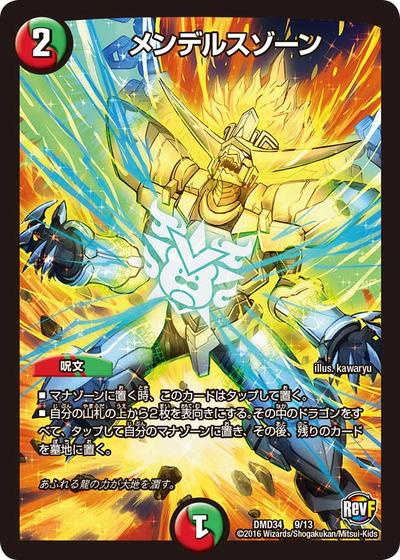 2
メンデルスゾーン
illus. kawaryu
呪文
■マナゾーンに置く時、このカードはタップして置く。
■自分の山札の上から2枚を表向きにする。その中のドラゴンをす
べて、タップして自分のマナゾーンに置き、その後、残りのカード
を墓地に置く。
あふれる龍の力が大地を潤す。
1
RevF
DMD34 9/13
©2016 Wizards/Shogakukan/Mitsui-Kids